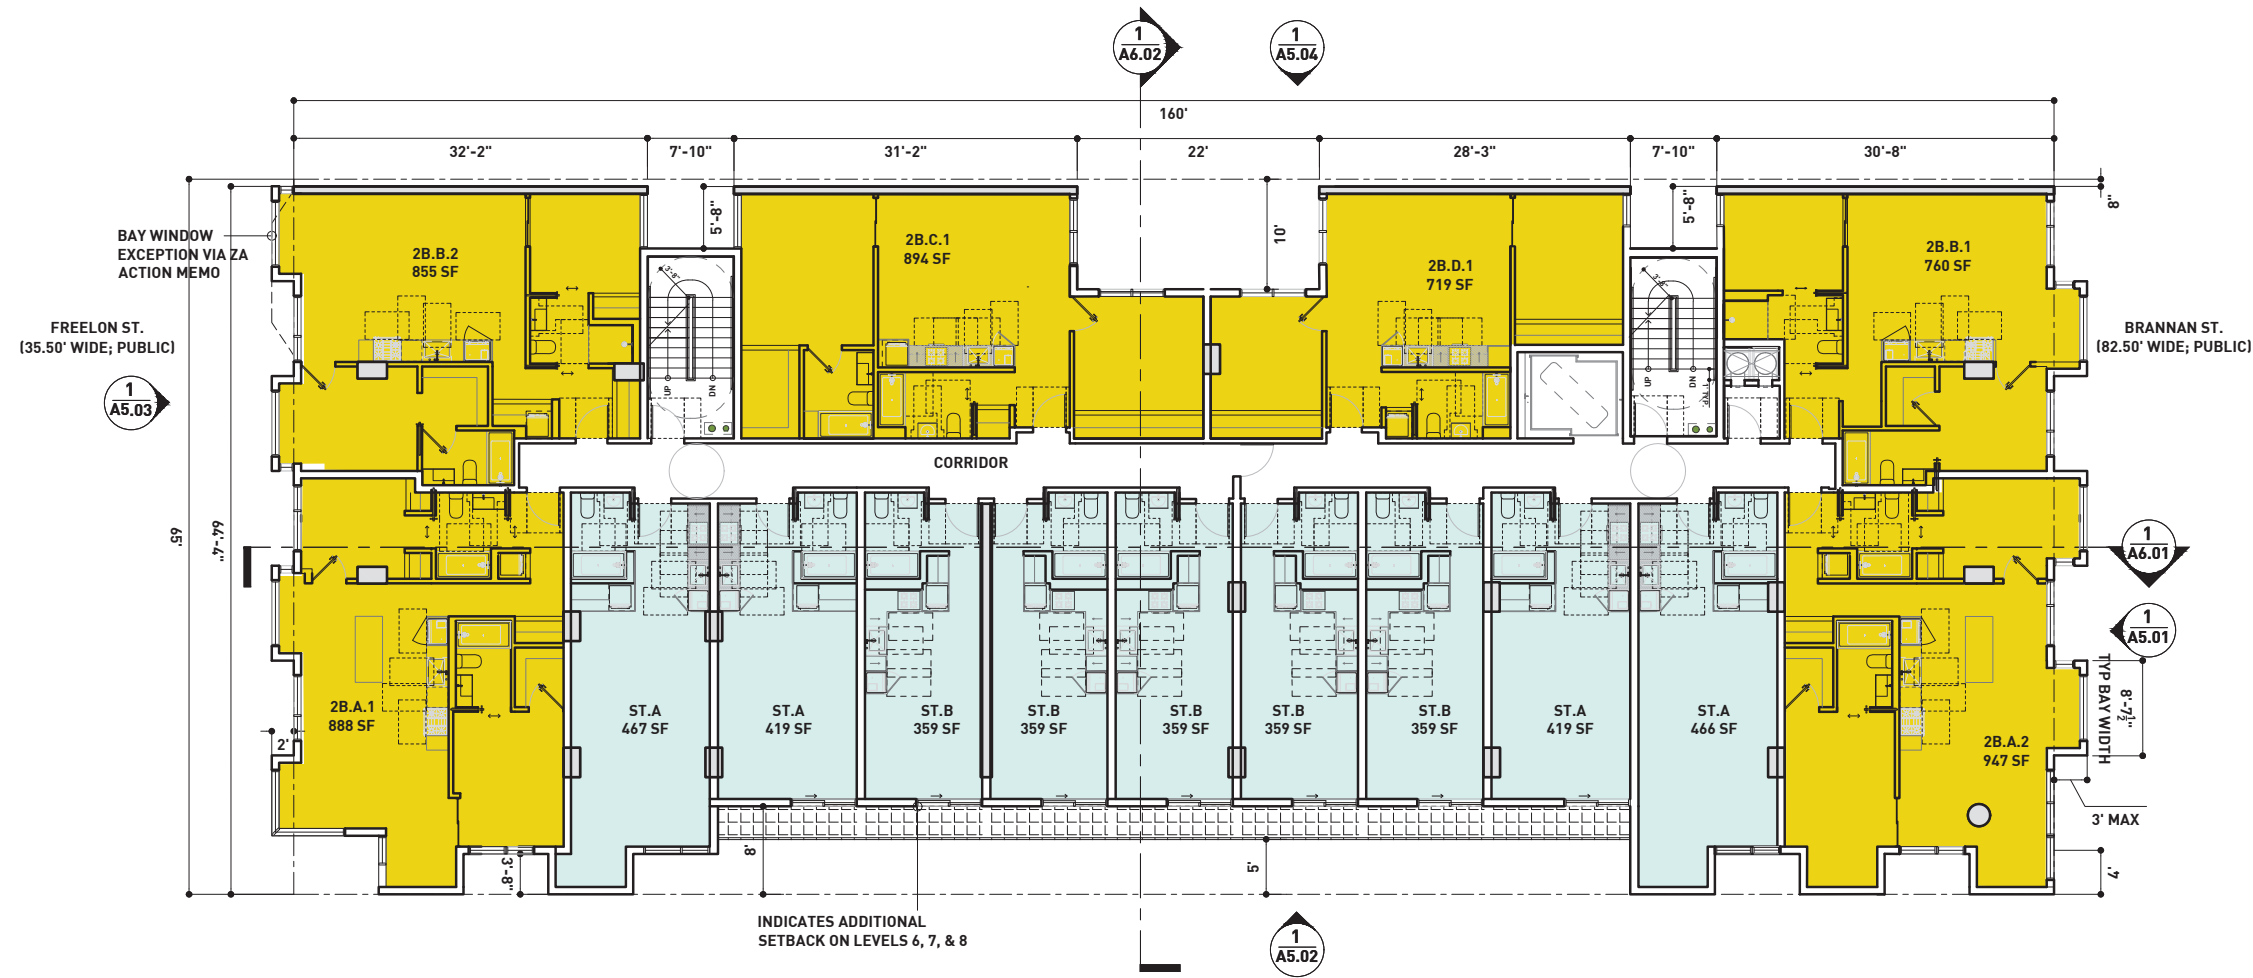 1
A6.02
1
A5.04
160'
32'-2"
7'-10"
31'-2"
22'
28'-3"
7'-10"
30'-8"
5'-8"
10'
5'-8"
8"
BAY WINDOW
EXCEPTION VIA ZA
ACTION MEMO
2B.B.2
855 SF
2B.C.1
894 SF
2B.D.1
719 SF
2B.B.1
760 SF
3'-8"
3'-8"
FREELON ST.
(35.50' WIDE; PUBLIC)
BRANNAN ST.
(82.50' WIDE; PUBLIC)
1
A5.03
UP
DN
UP
DN
TYP.
CORRIDOR
65'
64'-4"
1
A6.01
1
A5.01
TYP BAY WIDTH
8'-7½"
2B.A.1
888 SF
ST.A
467 SF
ST.A
419 SF
ST.B
359 SF
ST.B
359 SF
ST.B
359 SF
ST.B
359 SF
ST.B
359 SF
ST.A
419 SF
ST.A
466 SF
2B.A.2
947 SF
2'
3' MAX
3'-8"
8'
5'
4'
INDICATES ADDITIONAL
SETBACK ON LEVELS 6, 7, & 8
1
A5.02